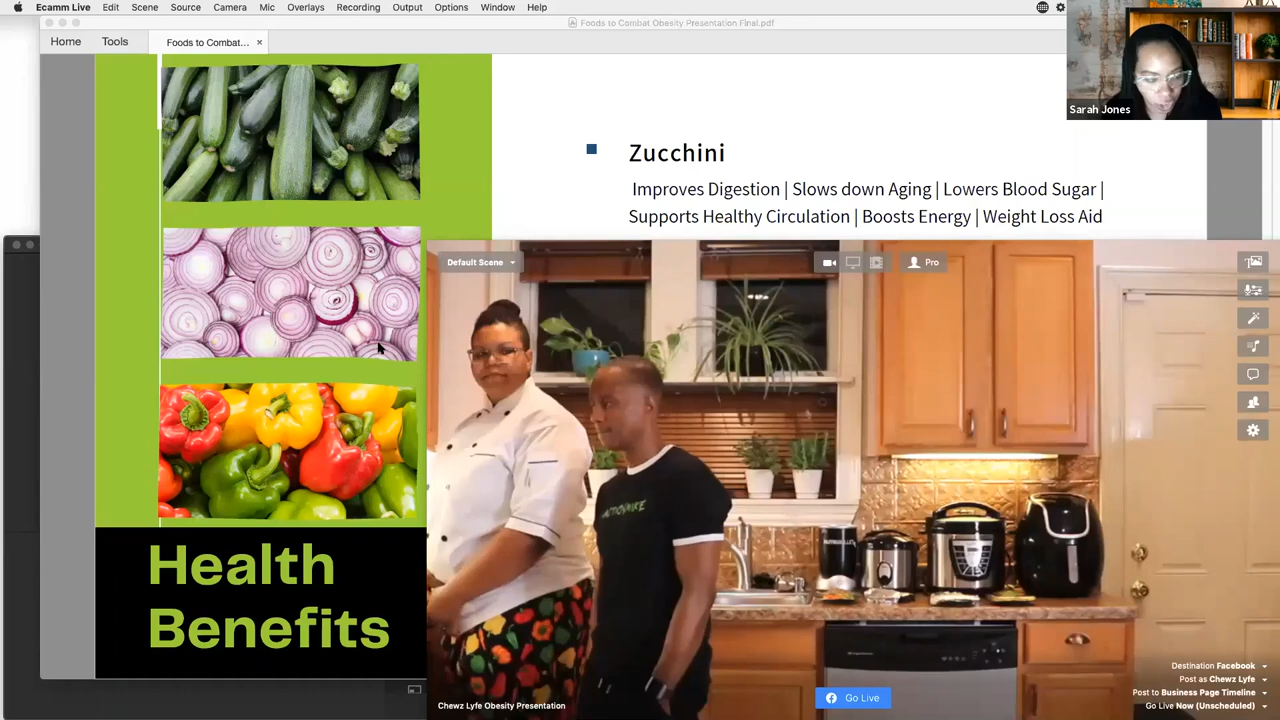 Ecamm Live Edit Scene Source Camera Mic Overlays Recording Output Options Window Help
Foods to Combat Obesity Presentation Final.pdf
Home Tools Foods to Combat... ×
Sarah Jones
Zucchini
Improves Digestion | Slows down Aging | Lowers Blood Sugar |
Supports Healthy Circulation | Boosts Energy | Weight Loss Aid
Default Scene
Pro
Health
Benefits
Go Live
Chewz Lyfe Obesity Presentation
Destination Facebook
Post as Chewz Lyfe
Post to Business Page Timeline
Go Live Now (Unscheduled)